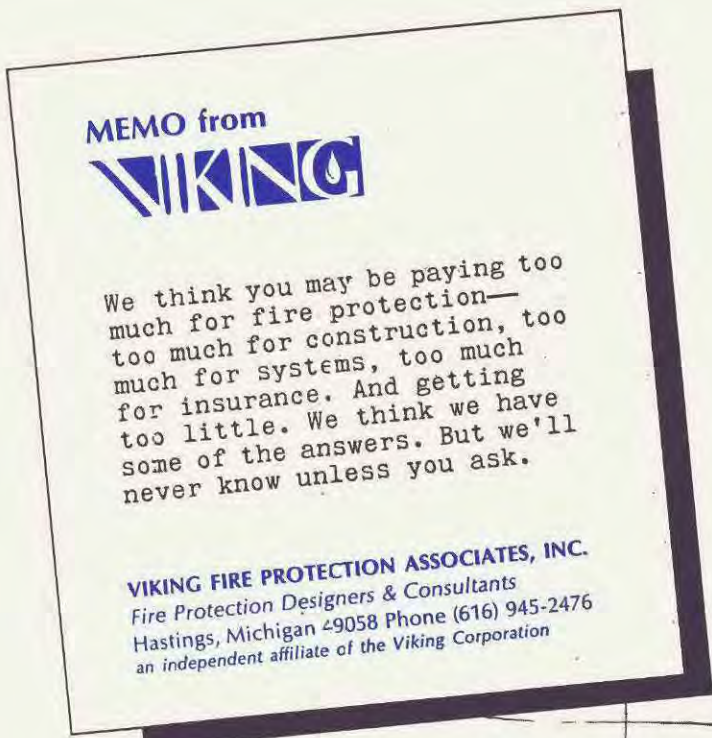 MEMO from
VIKING
We think you may be paying too
much for fire protection—
too much for construction, too
much for systems, too much
for insurance. And getting
too little. We think we have
some of the answers. But we'll
never know unless you ask.
VIKING FIRE PROTECTION ASSOCIATES, INC.
Fire Protection Designers & Consultants
Hastings, Michigan 49058 Phone (616) 945-2476
an independent affiliate of the Viking Corporation